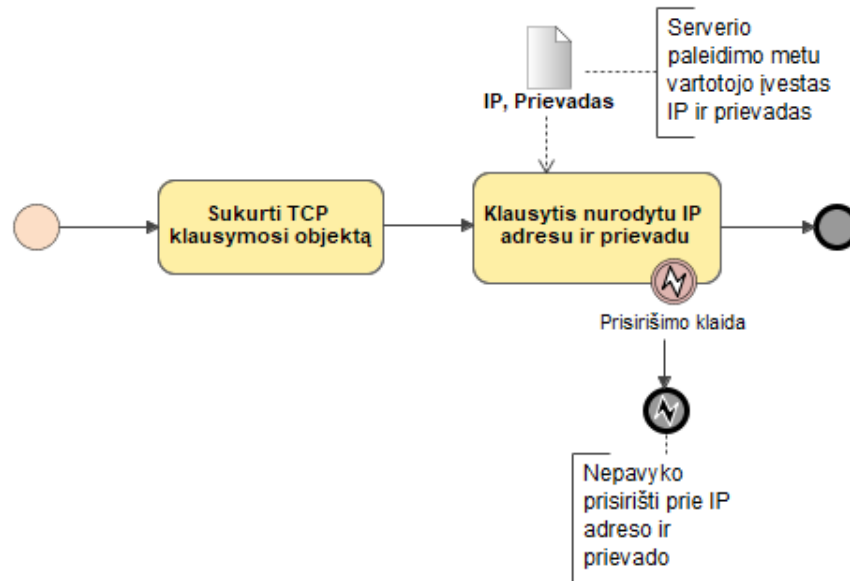 Serverio
paleidimo metu
vartotojo įvestas
IP ir prievadas
IP, Prievadas
Sukurti TCP
klausymosi objektą
Klausytis nurodytu IP
adresu ir prievadu
Prisirišimo klaida
Nepavyko
prisirišti prie IP
adreso ir
prievado